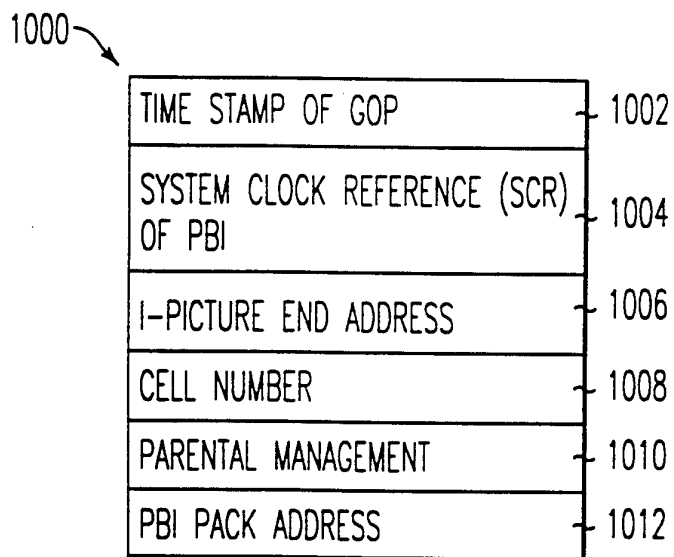 1000
TIME STAMP OF GOP 1002
SYSTEM CLOCK REFERENCE (SCR) 1004
OF PBI
I-PICTURE END ADDRESS 1006
CELL NUMBER 1008
PARENTAL MANAGEMENT 1010
PBI PACK ADDRESS 1012